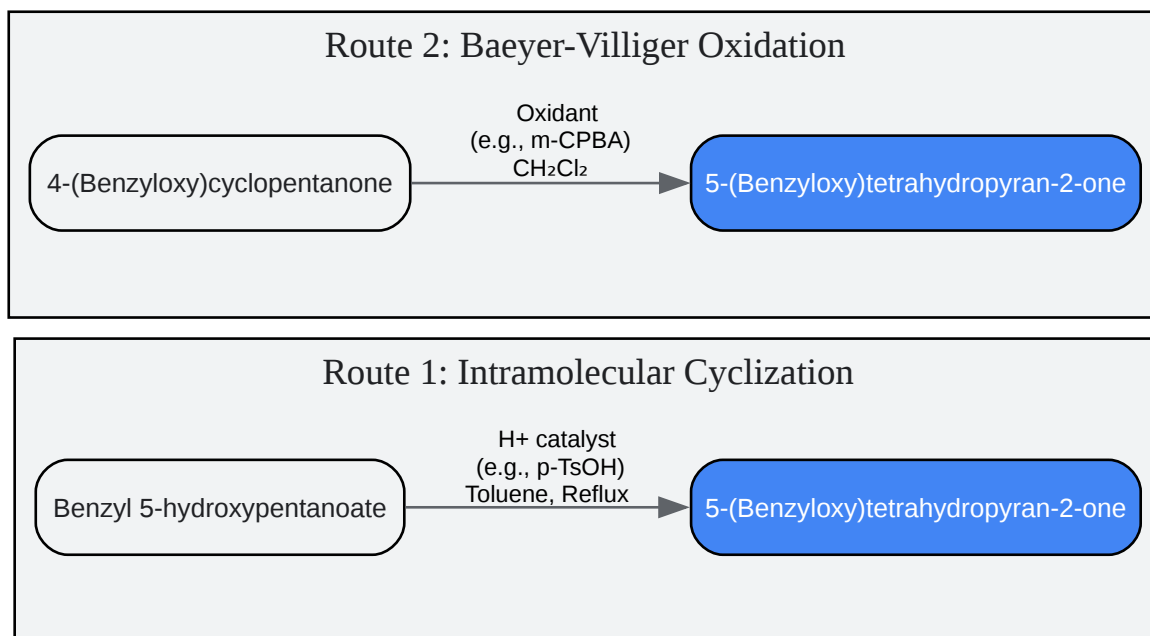 Route 2: Baeyer-Villiger Oxidation
Oxidant
(e.g., m-CPBA)
CH₂Cl₂
4-(Benzyloxy)cyclopentanone
5-(Benzyloxy)tetrahydropyran-2-one
Route 1: Intramolecular Cyclization
H+ catalyst
(e.g., p-TsOH)
Toluene, Reflux
Benzyl 5-hydroxypentanoate
5-(Benzyloxy)tetrahydropyran-2-one